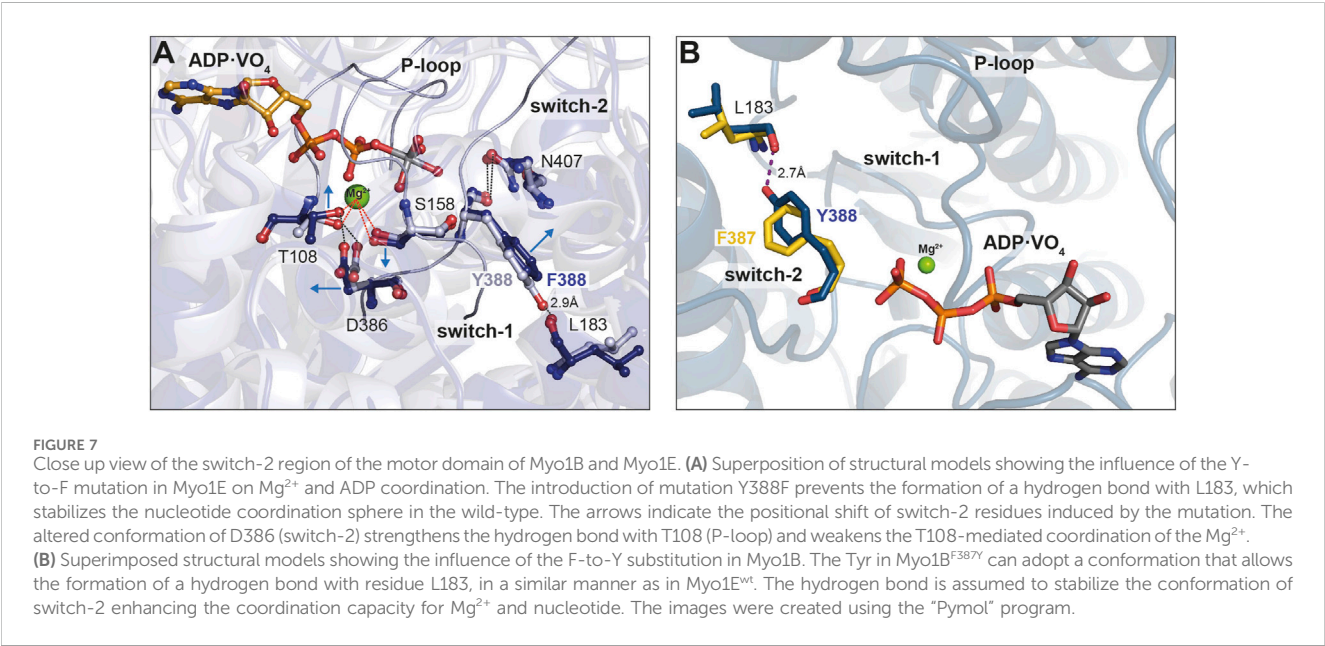 A
ADP·VO4
P-loop
switch-2
N407
Mg2+
S158
T108
Y388
F388
D386
2.9Å
switch-1
L183
B
P-loop
L183
switch-1
2.7Å
Y388
F387
Mg2+
ADP·VO4
switch-2
FIGURE 7
Close up view of the switch-2 region of the motor domain of Myo1B and Myo1E. (A) Superposition of structural models showing the influence of the Y-
to-F mutation in Myo1E on Mg2+ and ADP coordination. The introduction of mutation Y388F prevents the formation of a hydrogen bond with L183, which
stabilizes the nucleotide coordination sphere in the wild-type. The arrows indicate the positional shift of switch-2 residues induced by the mutation. The
altered conformation of D386 (switch-2) strengthens the hydrogen bond with T108 (P-loop) and weakens the T108-mediated coordination of the Mg2+.
(B) Superimposed structural models showing the influence of the F-to-Y substitution in Myo1B. The Tyr in Myo1BF387Y can adopt a conformation that allows
the formation of a hydrogen bond with residue L183, in a similar manner as in Myo1Ewt. The hydrogen bond is assumed to stabilize the conformation of
switch-2 enhancing the coordination capacity for Mg2+ and nucleotide. The images were created using the “Pymol” program.